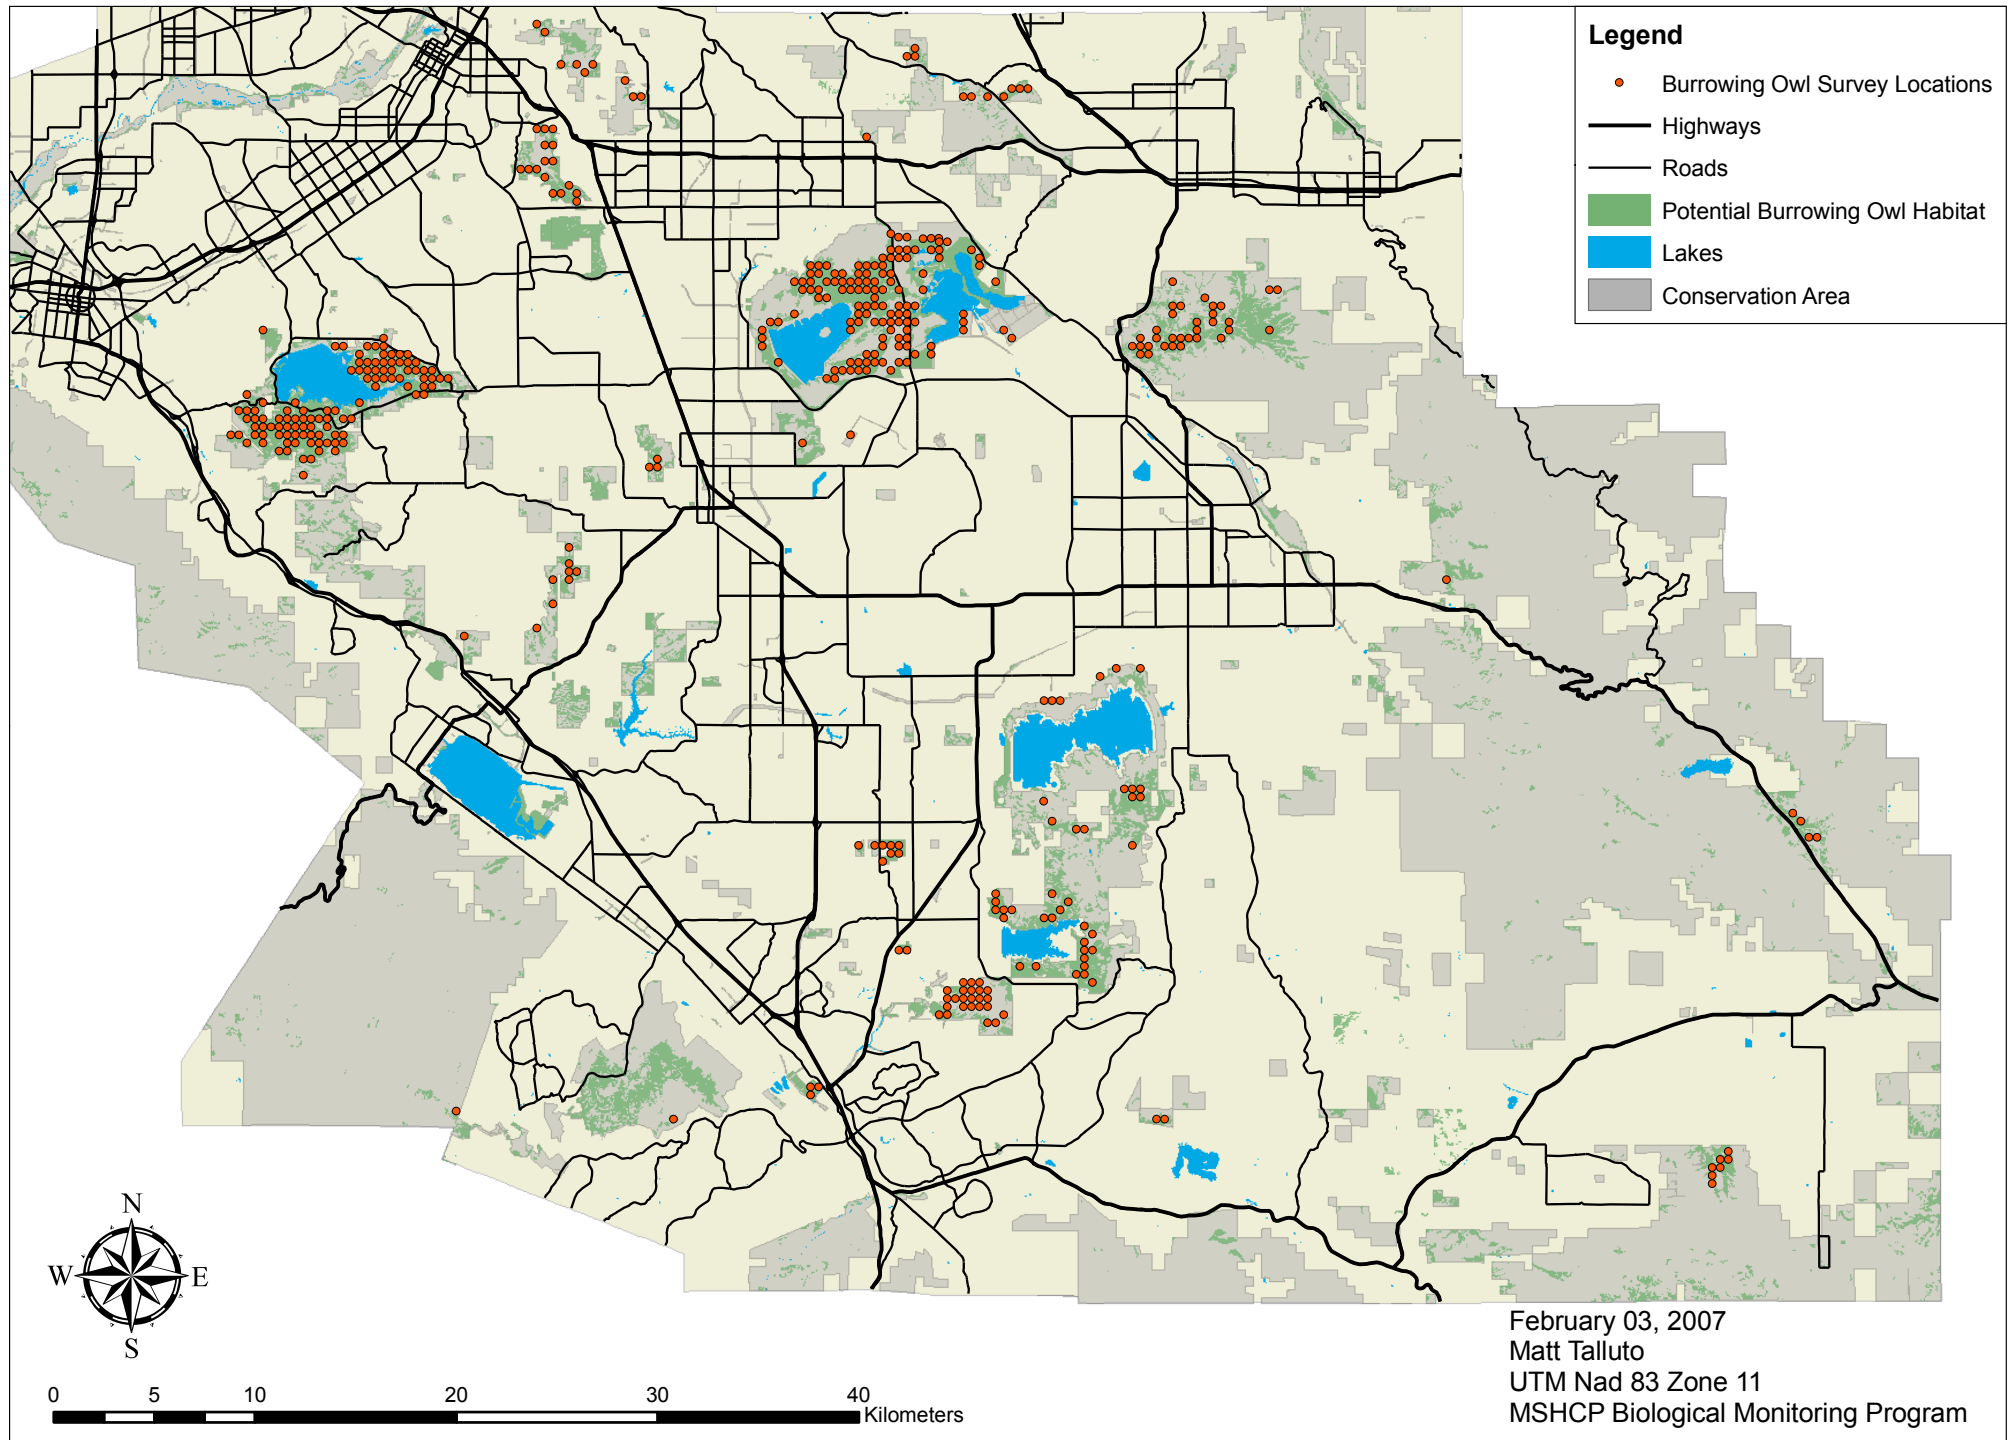 Legend
Burrowing Owl Survey Locations
Highways
Roads
Potential Burrowing Owl Habitat
Lakes
Conservation Area
N
W E
S
0 5 10 20 30 40
Kilometers
February 03, 2007
Matt Talluto
UTM Nad 83 Zone 11
MSHCP Biological Monitoring Program